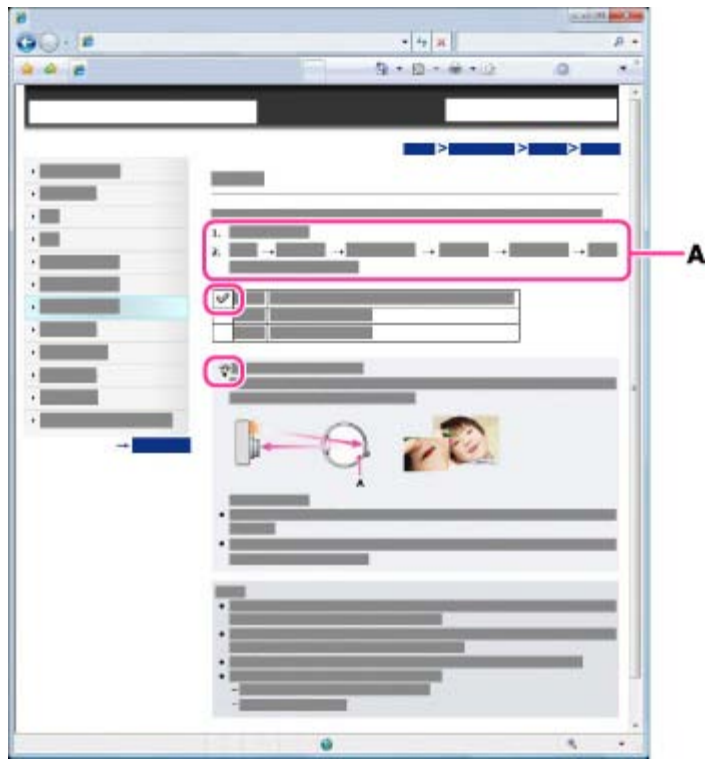 > > >
1.
2. → → → → →
A
→
A